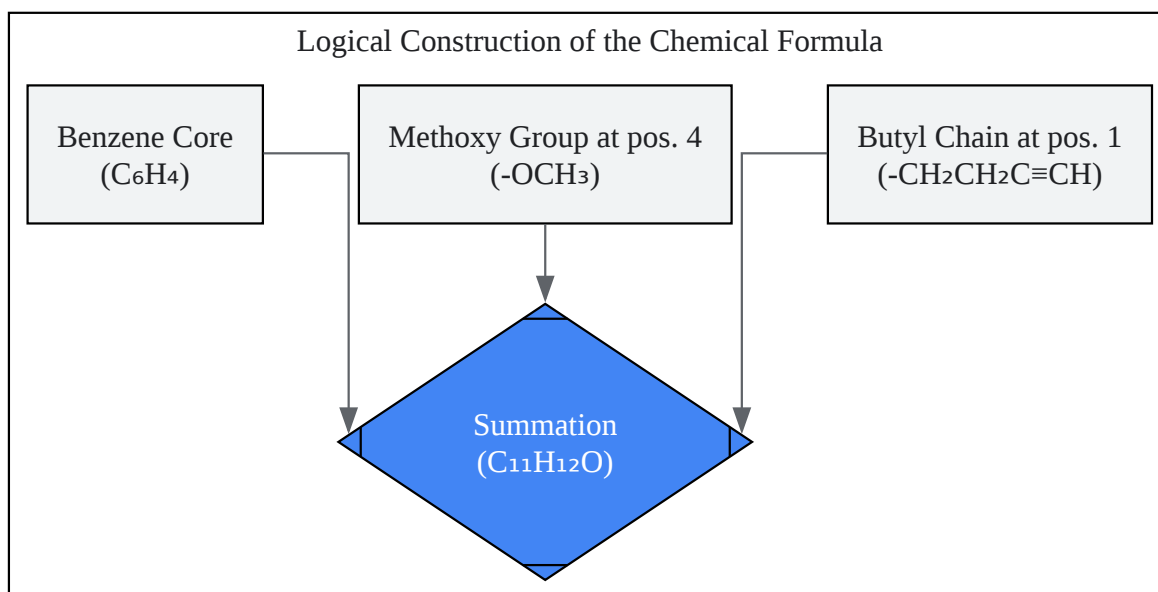 Logical Construction of the Chemical Formula
Benzene Core
(C₆H₄)
Methoxy Group at pos. 4
(-OCH₃)
Butyl Chain at pos. 1
(-CH₂CH₂C≡CH)
Summation
(C₁₁H₁₂O)